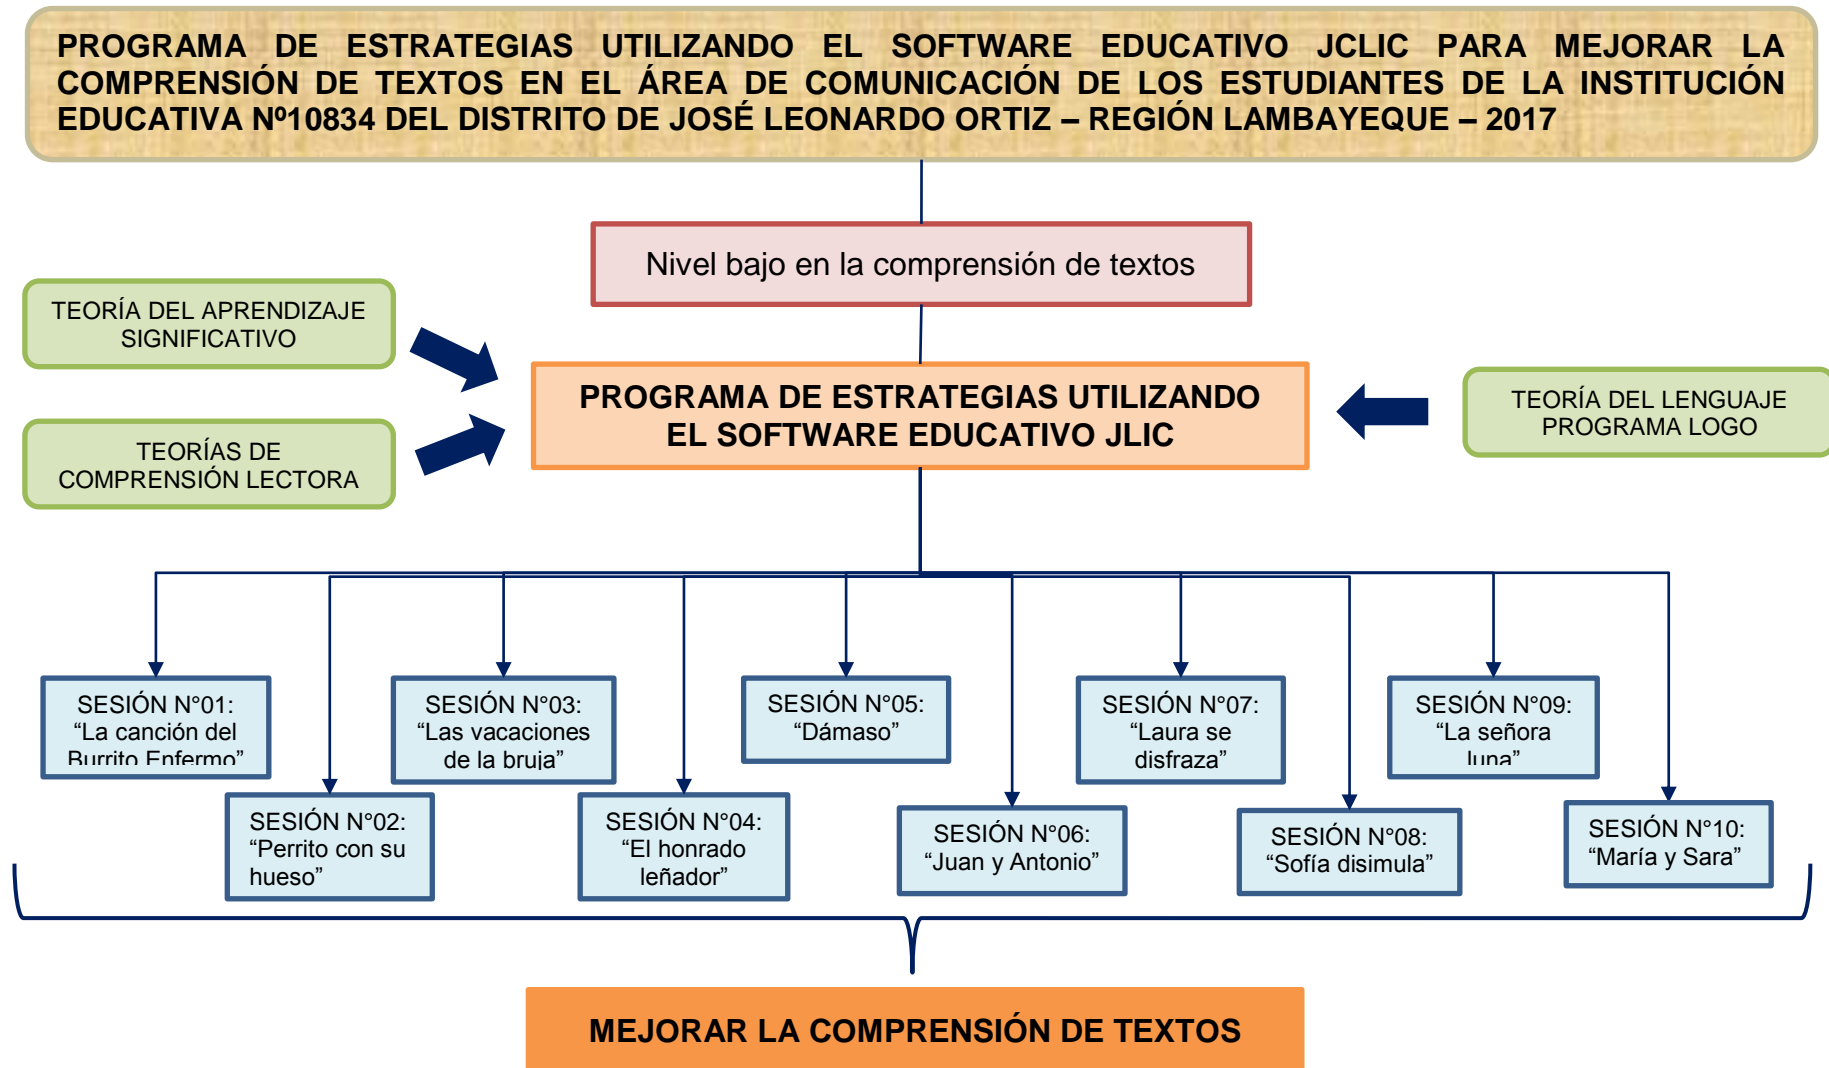 PROGRAMA DE ESTRATEGIAS UTILIZANDO EL SOFTWARE EDUCATIVO JCLIC PARA MEJORAR LA
COMPRENSIÓN DE TEXTOS EN EL ÁREA DE COMUNICACIÓN DE LOS ESTUDIANTES DE LA INSTITUCIÓN
EDUCATIVA Nº10834 DEL DISTRITO DE JOSÉ LEONARDO ORTIZ – REGIÓN LAMBAYEQUE – 2017
Nivel bajo en la comprensión de textos
TEORÍA DEL APRENDIZAJE
SIGNIFICATIVO
TEORÍAS DE
COMPRENSIÓN LECTORA
PROGRAMA DE ESTRATEGIAS UTILIZANDO
EL SOFTWARE EDUCATIVO JLIC
TEORÍA DEL LENGUAJE
PROGRAMA LOGO
SESIÓN N°01:
“La canción del
Burrito Enfermo”
SESIÓN N°02:
“Perrito con su
hueso”
SESIÓN N°03:
“Las vacaciones
de la bruja”
SESIÓN N°04:
“El honrado
leñador”
SESIÓN N°05:
“Dámaso”
SESIÓN N°06:
“Juan y Antonio”
SESIÓN N°07:
“Laura se
disfraza”
SESIÓN N°08:
“Sofía disimula”
SESIÓN N°09:
“La señora
luna”
SESIÓN N°10:
“María y Sara”
MEJORAR LA COMPRENSIÓN DE TEXTOS